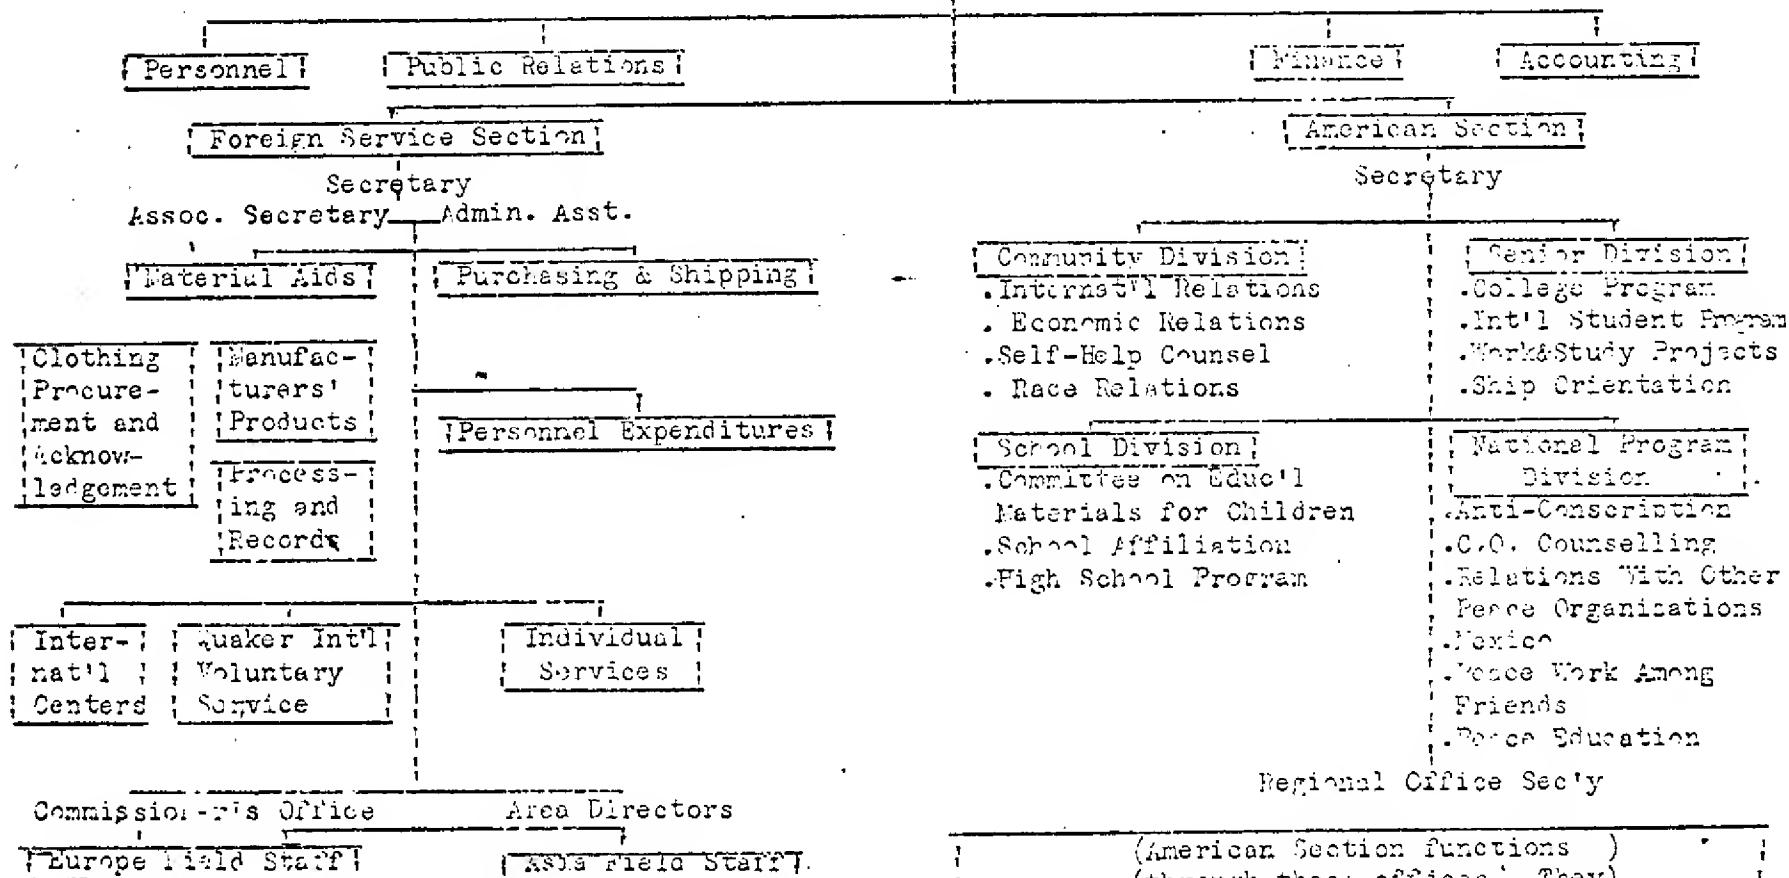 Personnel
Public Relations
Finance
Accounting
Foreign Service Section
American Section
Secretary
Assoc. Secretary
Admin. Asst.
Material Aids
Purchasing & Shipping
Clothing
Procure-
ment and
Acknow-
ledgement
Manufac-
turers'
Products
Process-
ing and
Records
Personnel Expenditures
Inter-
nat'l
Centers
Quaker Int'l
Voluntary
Service
Individual
Services
Commission-r's Office
Area Directors
Europe Field Staff
Asia Field Staff
Secretary
Community Division
.Internat'l Relations
. Economic Relations
.Self-Help Counsel
. Race Relations
Senior Division
.College Program
.Int'l Student Program
.Work&Study Projects
.Ship Orientation
School Division
.Committee on Educ'l
Materials for Children
.School Affiliation
.High School Program
National Program
Division
.Anti-Conscription
.C.O. Counselling
.Relations With Other
Peace Organizations
.Mexico
.Peace Work Among
Friends
.Peace Education
Regional Office Sec'y
(American Section functions )
(through these offices. They)